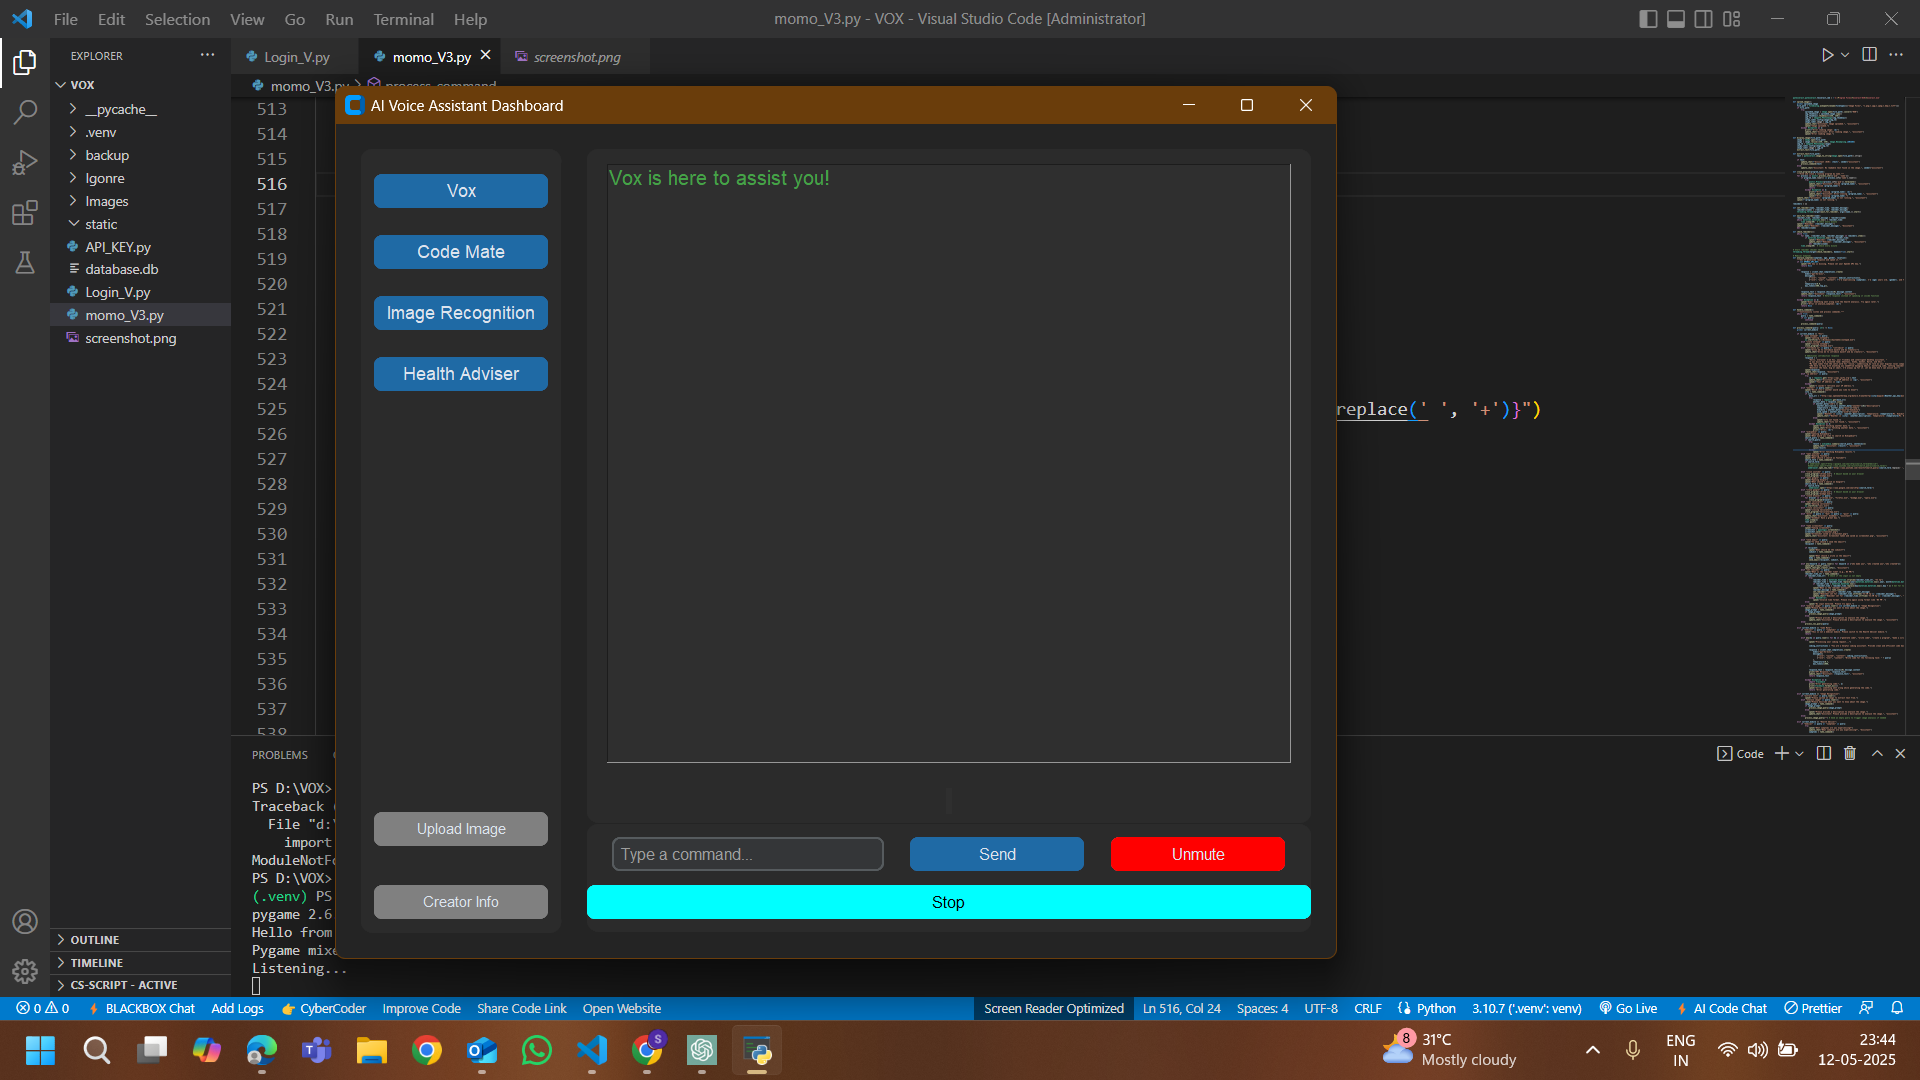 File Edit Selection View Go Run Terminal Help
momo_V3.py - VOX - Visual Studio Code [Administrator]
EXPLORER
Login_V.py
momo_V3.py
screenshot.png
VOX
__pycache__
.venv
backup
Igonre
Images
static
API_KEY.py
database.db
Login_V.py
momo_V3.py
screenshot.png
OUTLINE
TIMELINE
CS-SCRIPT - ACTIVE
momo_V3.py > process_command
513
514
515
516
517
518
519
520
521
522
523
524
525
526
527
528
529
530
531
532
533
534
535
536
537
538
replace(' ', '+')}")
AI Voice Assistant Dashboard
Vox
Code Mate
Image Recognition
Health Adviser
Upload Image
Creator Info
Vox is here to assist you!
Type a command...
Send
Unmute
Stop
PROBLEMS
Code
PS D:\VOX>
Traceback
File "d:\
import
ModuleNotFo
PS D:\VOX>
(.venv) PS
pygame 2.6
Hello from
Pygame mixe
Listening...
0 0 BLACKBOX Chat Add Logs CyberCoder Improve Code Share Code Link Open Website
Screen Reader Optimized Ln 516, Col 24 Spaces: 4 UTF-8 CRLF Python 3.10.7 ('.venv': venv) Go Live AI Code Chat Prettier
8
31°C
Mostly cloudy
ENG
IN
23:44
12-05-2025